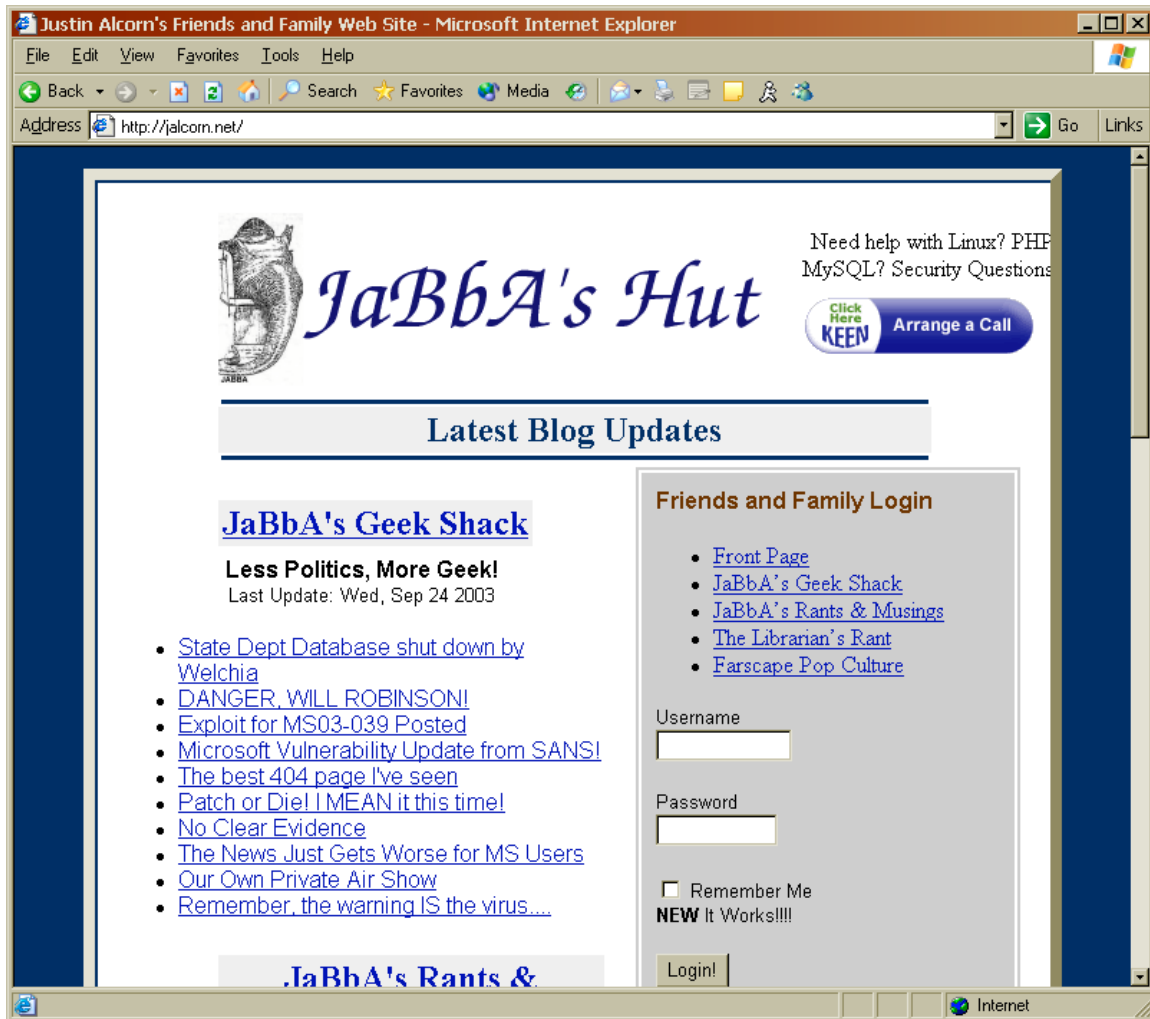 Justin Alcorn's Friends and Family Web Site - Microsoft Internet Explorer
File Edit View Favorites Tools Help
Back Search Favorites Media
Address http://jalcorn.net/ Go Links
JABBA
JaBbA's Hut
Need help with Linux? PHP
MySQL? Security Questions
Click
Here
KEEN
Arrange a Call
Latest Blog Updates
JaBbA's Geek Shack
Less Politics, More Geek!
Last Update: Wed, Sep 24 2003
State Dept Database shut down by
Welchia
DANGER, WILL ROBINSON!
Exploit for MS03-039 Posted
Microsoft Vulnerability Update from SANS!
The best 404 page I've seen
Patch or Die! I MEAN it this time!
No Clear Evidence
The News Just Gets Worse for MS Users
Our Own Private Air Show
Remember, the warning IS the virus....
JaBbA's Rants &
Friends and Family Login
Front Page
JaBbA's Geek Shack
JaBbA's Rants & Musings
The Librarian's Rant
Farscape Pop Culture
Username
Password
Remember Me
NEW It Works!!!!
Login!
Internet